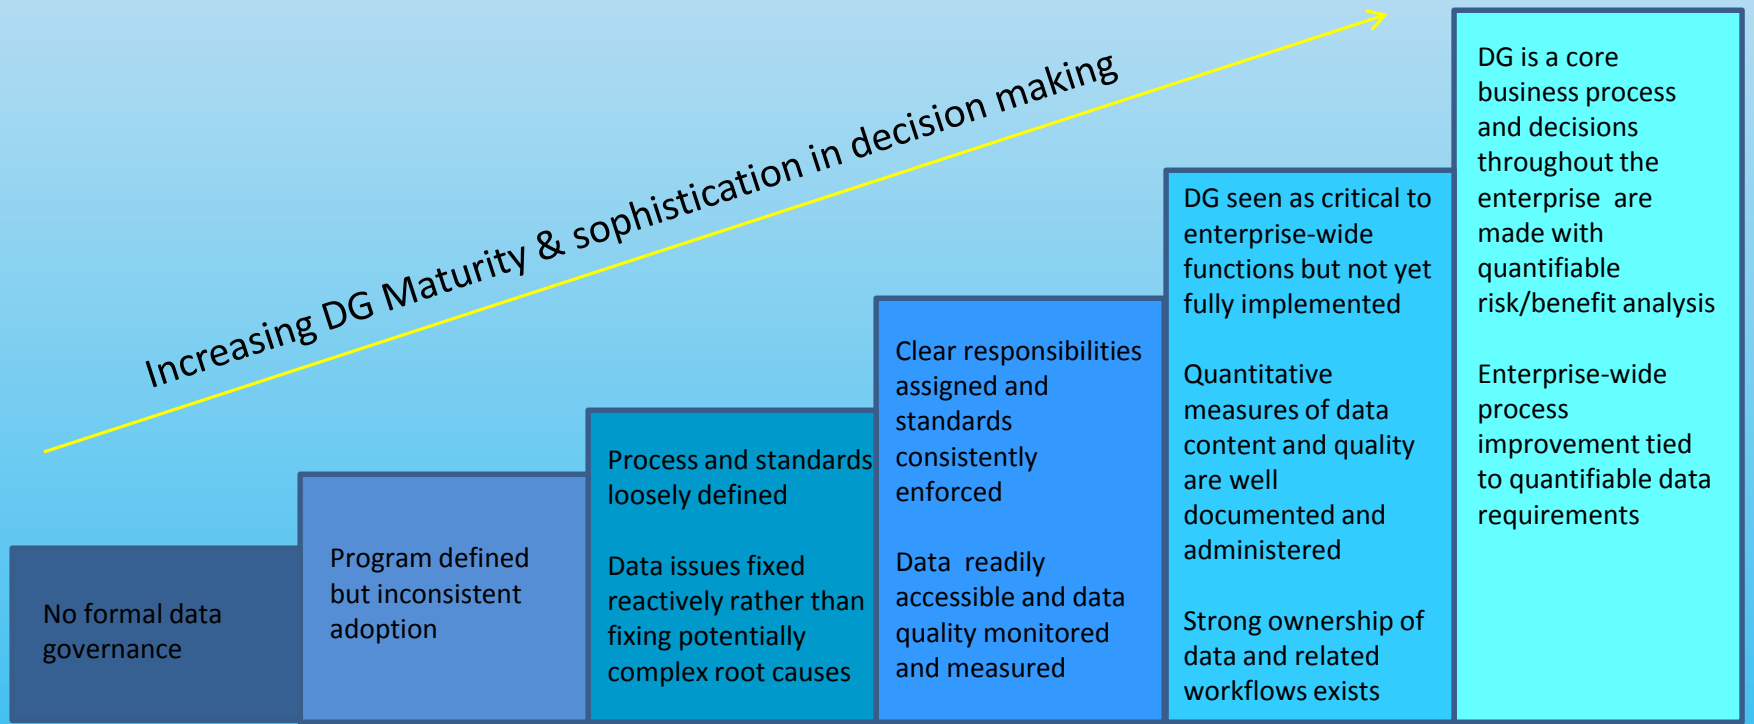 Increasing DG Maturity & sophistication in decision making
No formal data
governance
Program defined
but inconsistent
adoption
Process and standards
loosely defined
Data issues fixed
reactively rather than
fixing potentially
complex root causes
Clear responsibilities
assigned and
standards
consistently
enforced
Data  readily
accessible and data
quality monitored
and measured
DG seen as critical to
enterprise-wide
functions but not yet
fully implemented
Quantitative
measures of data
content and quality
are well
documented and
administered
Strong ownership of
data and related
workflows exists
DG is a core
business process
and decisions
throughout the
enterprise  are
made with
quantifiable
risk/benefit analysis
Enterprise-wide
process
improvement tied
to quantifiable data
requirements